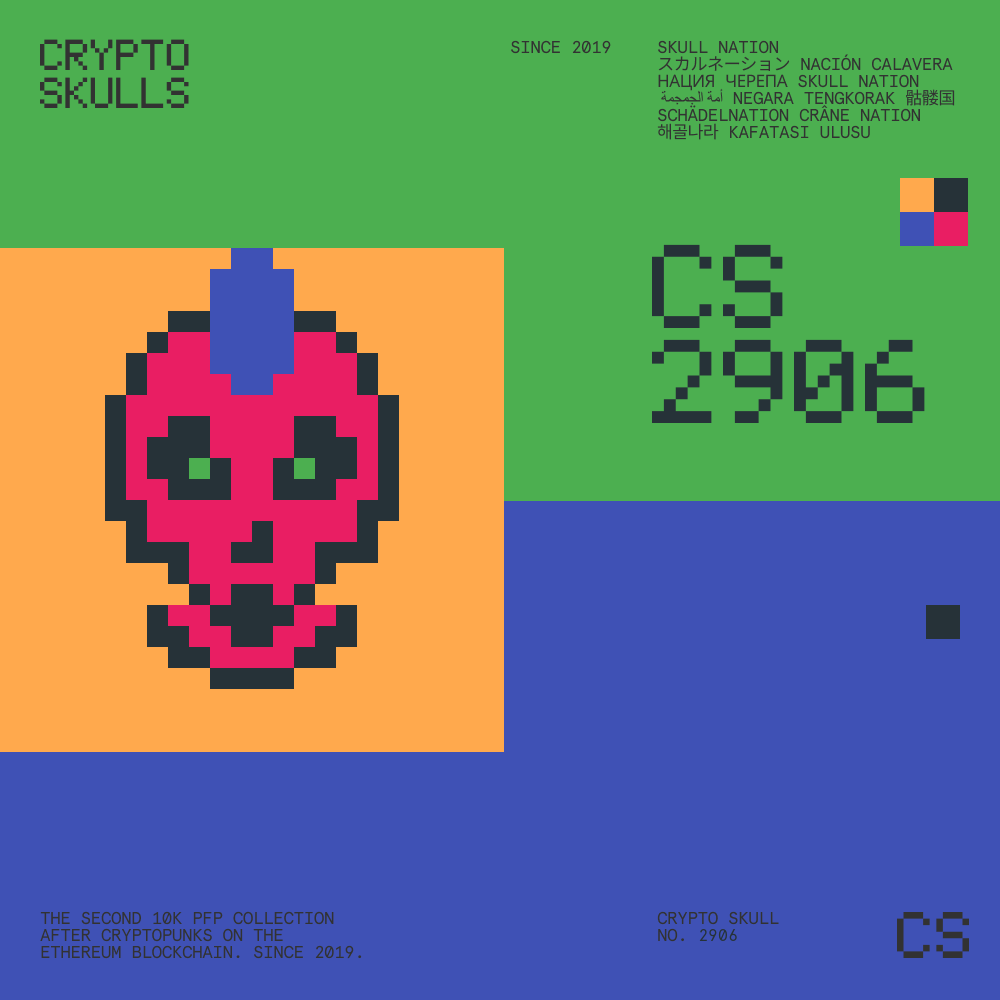 CRYPTO
SKULLS
SINCE 2019
SKULL NATION
スカルネーション NACIÓN CALAVERA
НАЦИЯ ЧЕРЕПА SKULL NATION
أمة الجمجمة NEGARA TENGKORAK 骷髅国
SCHÄDELNATION CRÂNE NATION
해골나라 KAFATASI ULUSU
CS
2906
THE SECOND 10K PFP COLLECTION
AFTER CRYPTOPUNKS ON THE
ETHEREUM BLOCKCHAIN. SINCE 2019.
CRYPTO SKULL
NO. 2906
CS